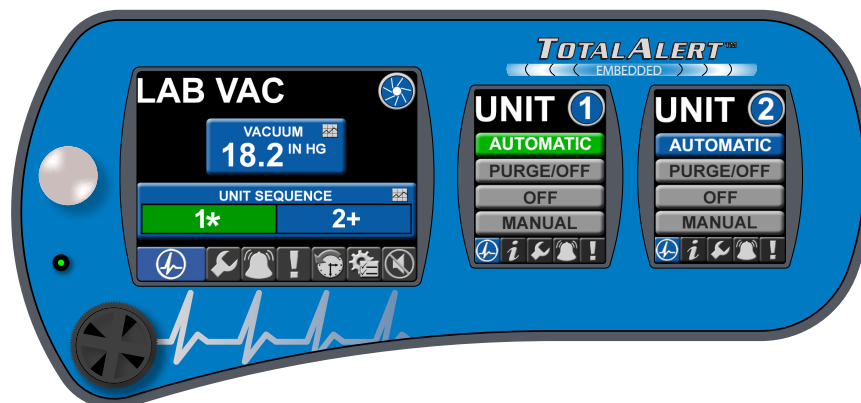 TOTALALERT™
EMBEDDED
LAB VAC
VACUUM
18.2 IN HG
UNIT SEQUENCE
1*
2+
UNIT 1
AUTOMATIC
PURGE/OFF
OFF
MANUAL
i
!
UNIT 2
AUTOMATIC
PURGE/OFF
OFF
MANUAL
i
!